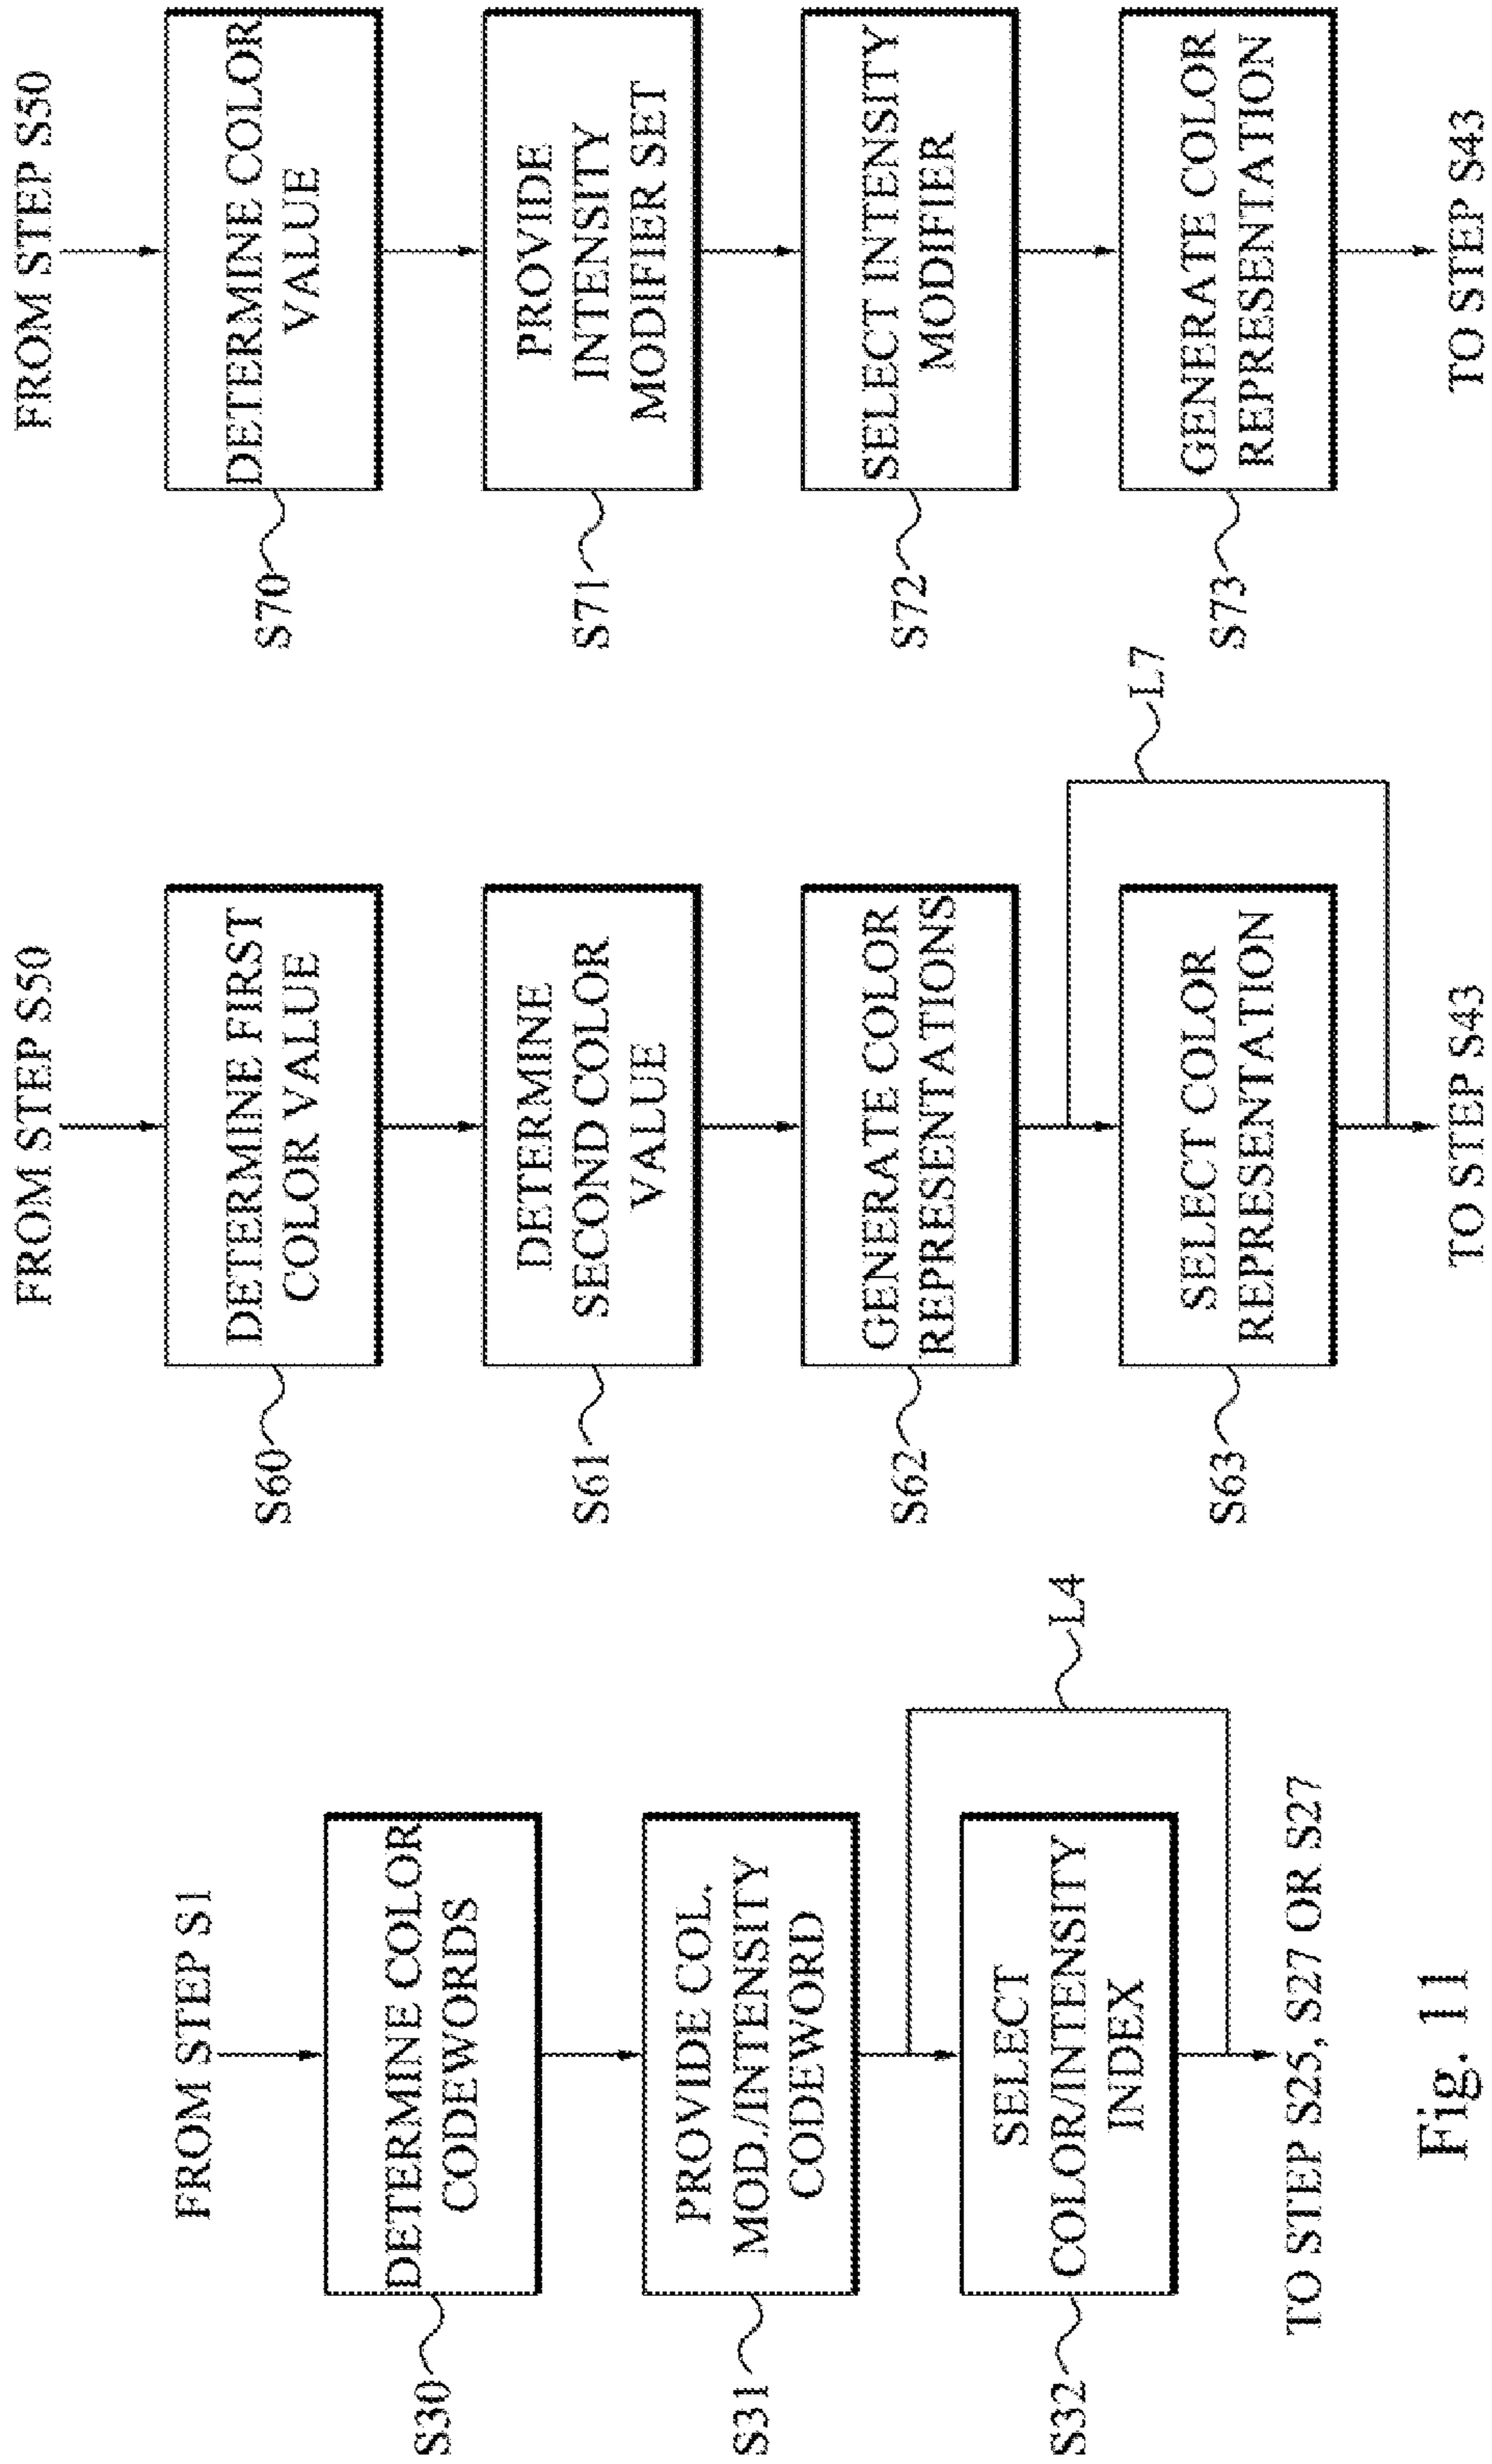 FROM STEP S1
S30
DETERMINE COLOR
CODEWORDS
S31
PROVIDE COL.
MOD./INTENSITY
CODEWORD
L4
S32
SELECT
COLOR/INTENSITY
INDEX
TO STEP S25, S27 OR S27
Fig. 11
FROM STEP S50
S60
DETERMINE FIRST
COLOR VALUE
S61
DETERMINE
SECOND COLOR
VALUE
S62
GENERATE COLOR
REPRESENTATIONS
L7
S63
SELECT COLOR
REPRESENTATION
TO STEP S43
FROM STEP S50
S70
DETERMINE COLOR
VALUE
S71
PROVIDE
INTENSITY
MODIFIER SET
S72
SELECT INTENSITY
MODIFIER
S73
GENERATE COLOR
REPRESENTATION
TO STEP S43